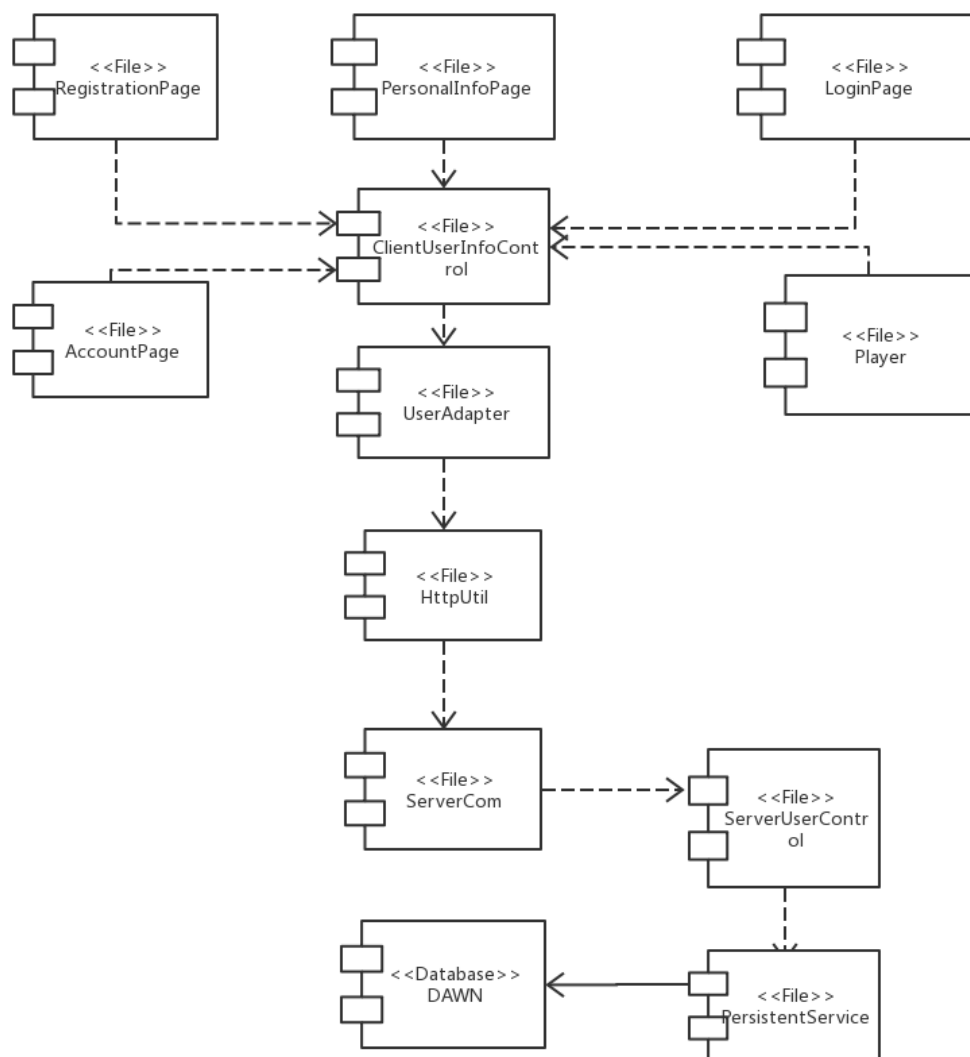 <<File>>
RegistrationPage
<<File>>
PersonalInfoPage
<<File>>
LoginPage
<<File>>
ClientUserInfoCont
rol
<<File>>
AccountPage
<<File>>
Player
<<File>>
UserAdapter
<<File>>
HttpUtil
<<File>>
ServerCom
<<File>>
ServerUserContr
ol
<<Database>>
DAWN
<<File>>
PersistentService